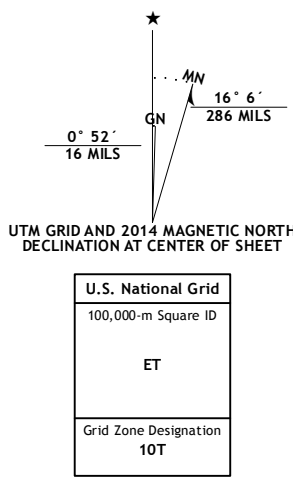 ★
MN
GN
16° 6´
286 MILS
0° 52´
16 MILS
UTM GRID AND 2014 MAGNETIC NORTH
DECLINATION AT CENTER OF SHEET
U.S. National Grid
100,000-m Square ID
ET
Grid Zone Designation
10T